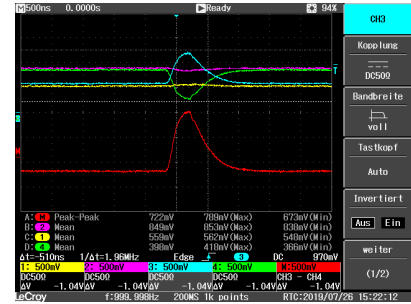 M500ns 0.0000s Ready 94%
CH3
Kopplung
DC50Ω
Bandbreite
voll
Tastkopf
Auto
Invertiert
Aus Ein
weiter
(1/2)
T
M
A: M Peak-Peak 722mV 789mV(Max) 673mV(Min)
B: 2 Mean 849mV 853mV(Max) 838mV(Min)
C: 1 Mean 559mV 562mV(Max) 548mV(Min)
D: 4 Mean 398mV 410mV(Max) 366mV(Min)
Δt=-510ns 1/Δt=1.96MHz Edge 3 DC 970mV
1: 500mV 2: 500mV 3: 500mV 4: 500mV M:500mV
DC50Ω DC50Ω DC50Ω DC50Ω CH3 - CH4
ΔV -1.04V ΔV -1.04V ΔV -1.04V ΔV -1.04V ΔV -1.04V
LeCroy f:999.998Hz 200MS 1k points RTC:2019/07/26 15:22:12